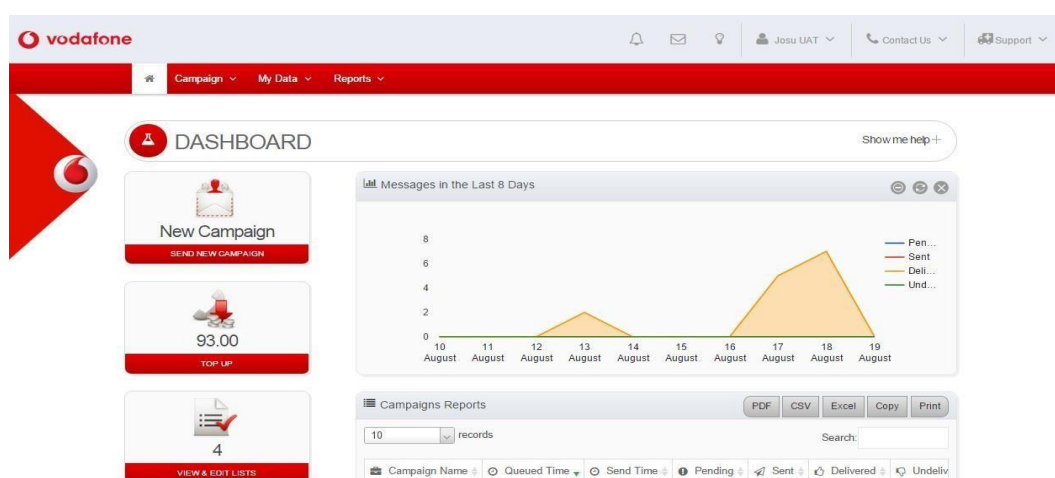 vodafone
Josu UAT
Contact Us
Support
Campaign
My Data
Reports
DASHBOARD
Show me help
New Campaign
SEND NEW CAMPAIGN
93.00
TOP UP
4
VIEW & EDIT LISTS
Messages in the Last 8 Days
8
6
4
2
0
10 August
11 August
12 August
13 August
14 August
15 August
16 August
17 August
18 August
19 August
Pen...
Sent
Deli...
Und...
Campaigns Reports
PDF CSV Excel Copy Print
10 records
Search:
Campaign Name Queued Time Send Time Pending Sent Delivered Undeliv